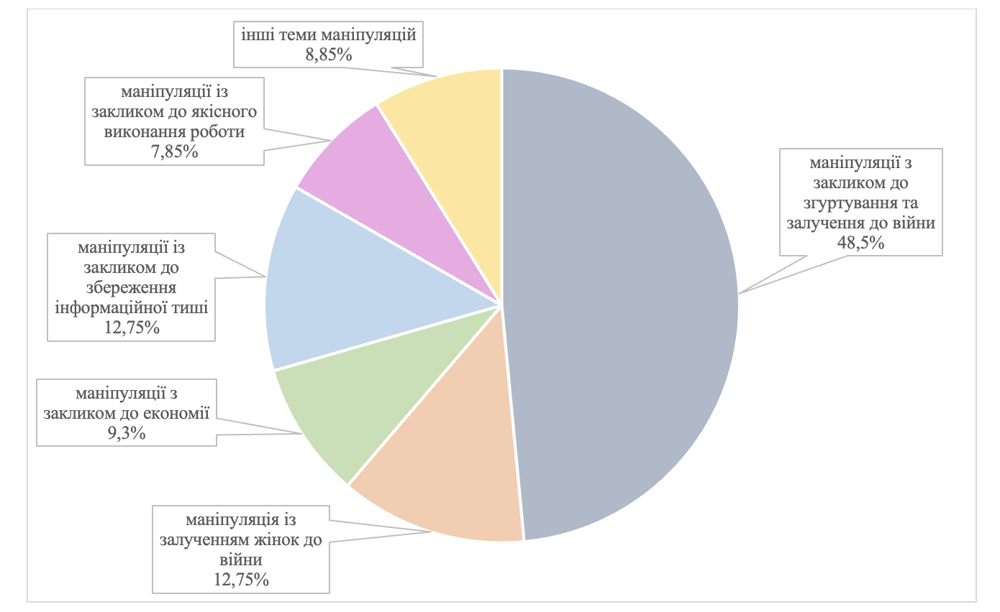 інші теми маніпуляцій
8,85%
маніпуляції із
закликом до якісного
виконання роботи
7,85%
маніпуляції з
закликом до
згуртування та
залучення до війни
48,5%
маніпуляції із
закликом до
збереження
інформаційної тиші
12,75%
маніпуляції з
закликом до економії
9,3%
маніпуляція із
залученням жінок до
війни
12,75%